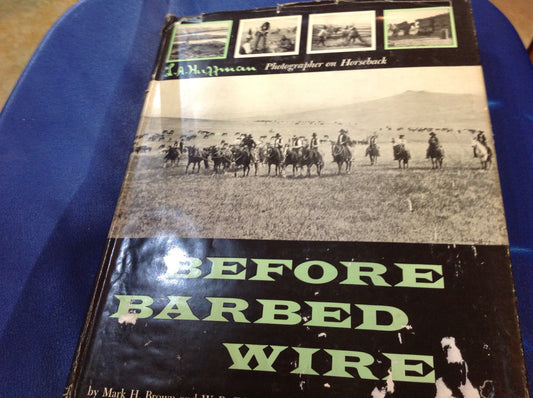 L.A. Huffman Photographer on Horseback
BEFORE
BARBED
WIRE
by Mark H. Brown and W. R.